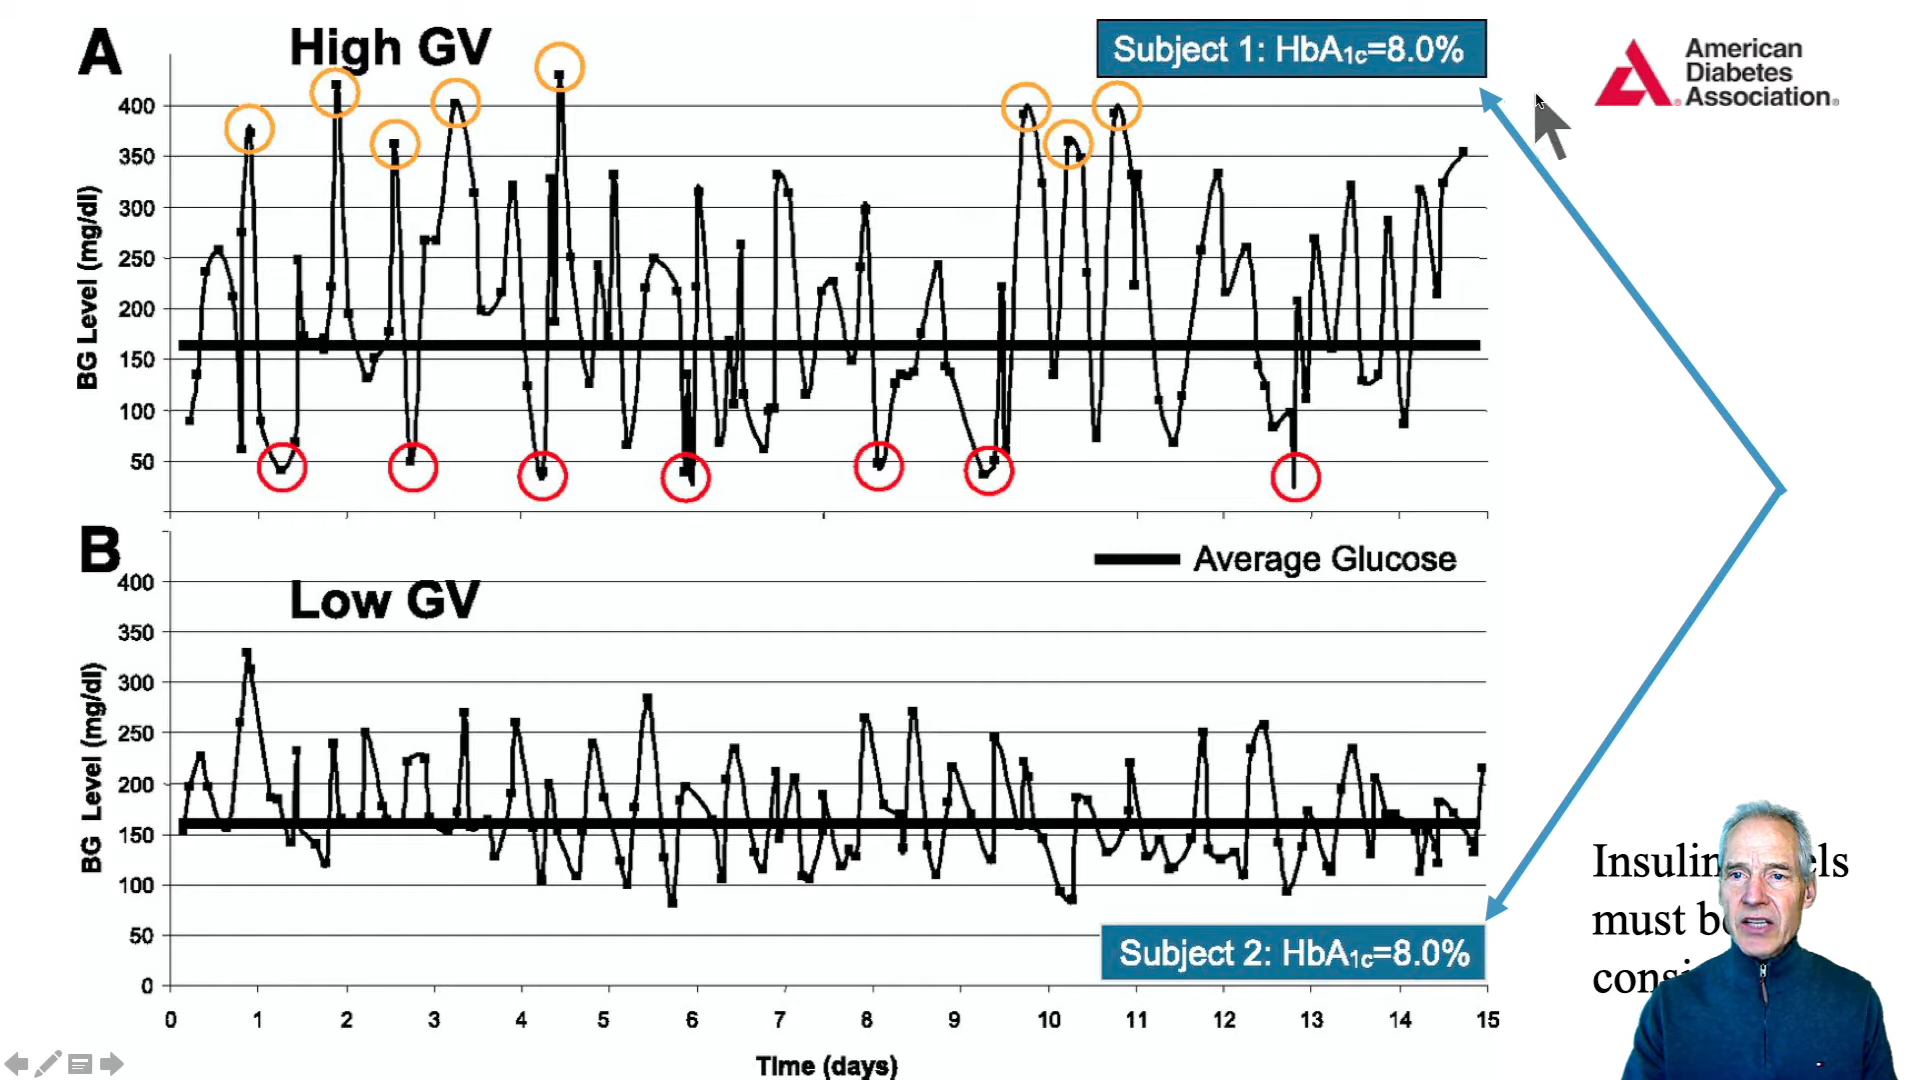 A
High GV
Subject 1: HbA1c=8.0%
American
Diabetes
Association®
400
350
300
250
200
150
100
50
BG Level (mg/dl)
B
Low GV
Average Glucose
400
350
300
250
200
150
100
50
0
BG Level (mg/dl)
Subject 2: HbA1c=8.0%
must
0 1 2 3 4 5 6 7 8 9 10 11 12 13 14 15
Time (days)